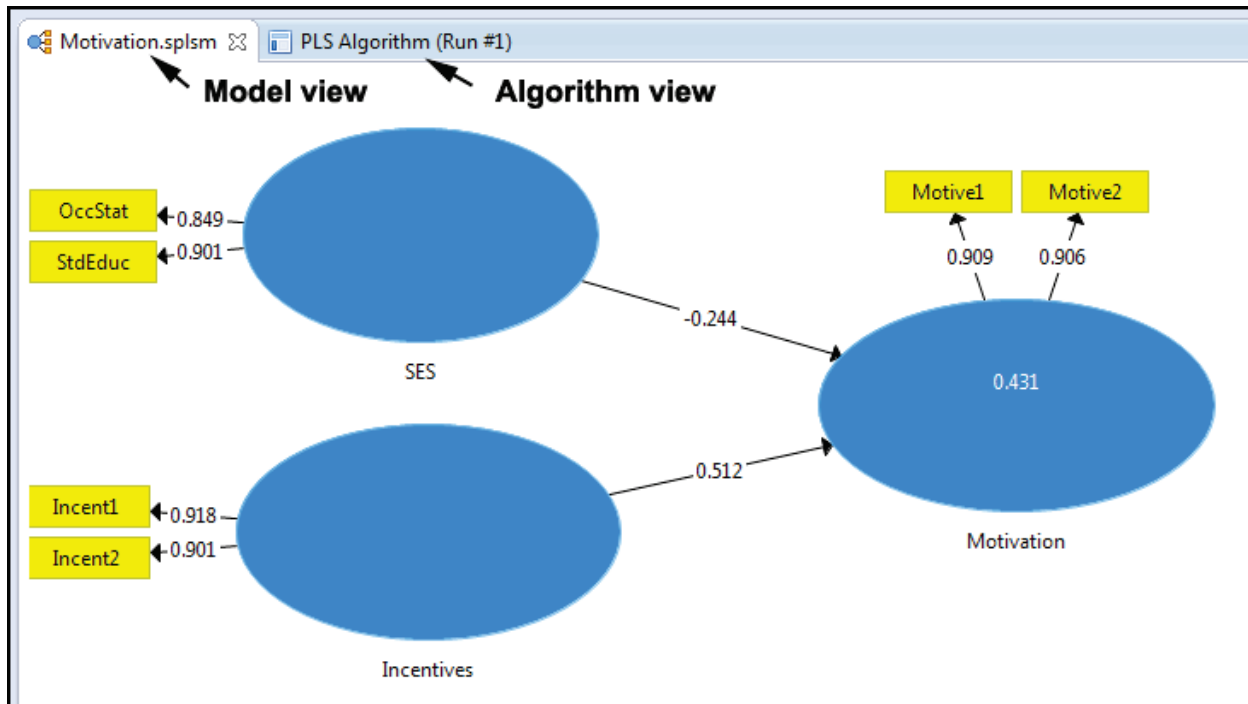 Motivation.splsm
PLS Algorithm (Run #1)
Model view
Algorithm view
OccStat
0.849
StdEduc
0.901
SES
-0.244
Motive1
Motive2
0.909
0.906
0.431
Motivation
0.512
Incent1
0.918
Incent2
0.901
Incentives